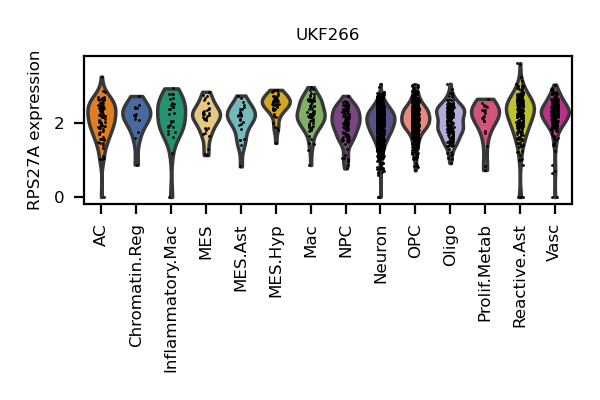 UKF266
RPS27A expression
2
0
AC
Chromatin.Reg
Inflammatory.Mac
MES
MES.Ast
MES.Hyp
Mac
NPC
Neuron
OPC
Oligo
Prolif.Metab
Reactive.Ast
Vasc